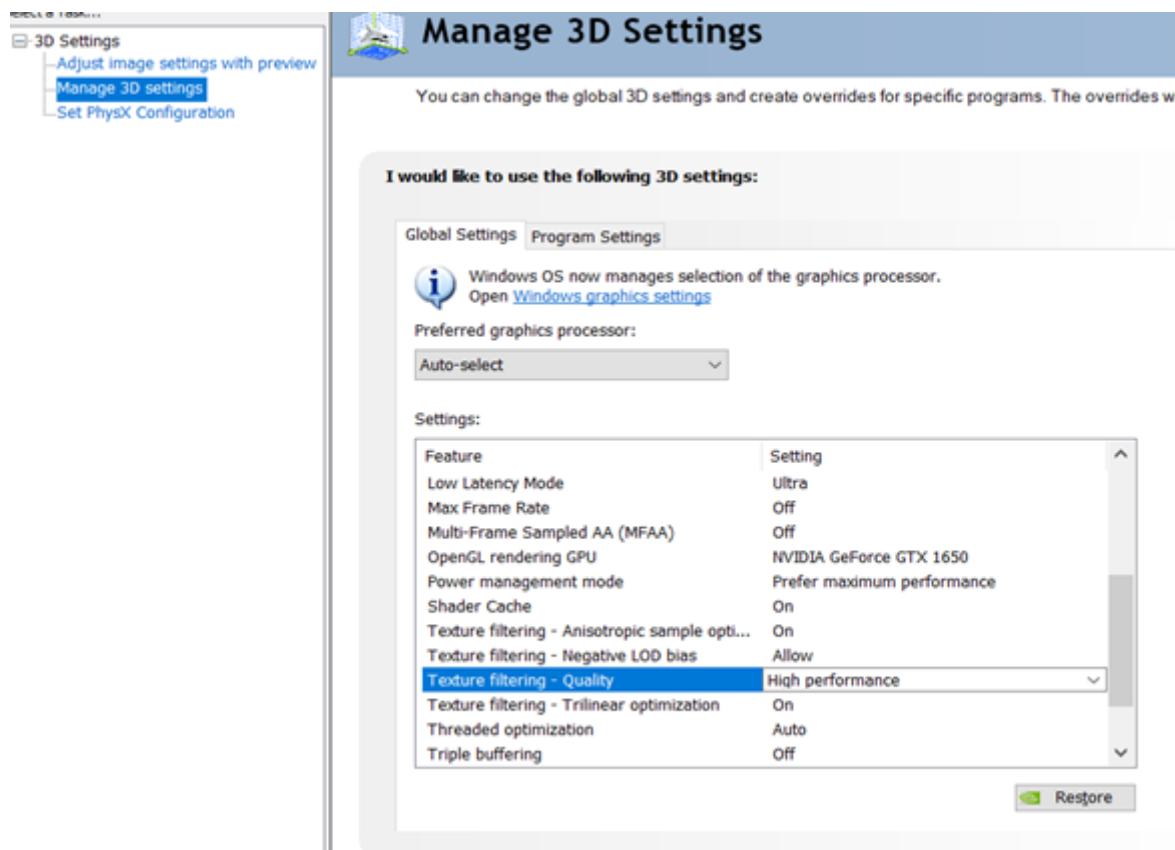 Select a Task...
3D Settings
Adjust image settings with preview
Manage 3D settings
Set PhysX Configuration
Manage 3D Settings
You can change the global 3D settings and create overrides for specific programs. The overrides w
I would like to use the following 3D settings:
Global Settings Program Settings
Windows OS now manages selection of the graphics processor.
Open Windows graphics settings
Preferred graphics processor:
Auto-select
Settings:
Feature Setting
Low Latency Mode Ultra
Max Frame Rate Off
Multi-Frame Sampled AA (MFAA) Off
OpenGL rendering GPU NVIDIA GeForce GTX 1650
Power management mode Prefer maximum performance
Shader Cache On
Texture filtering - Anisotropic sample opti... On
Texture filtering - Negative LOD bias Allow
Texture filtering - Quality High performance
Texture filtering - Trilinear optimization On
Threaded optimization Auto
Triple buffering Off
Restore